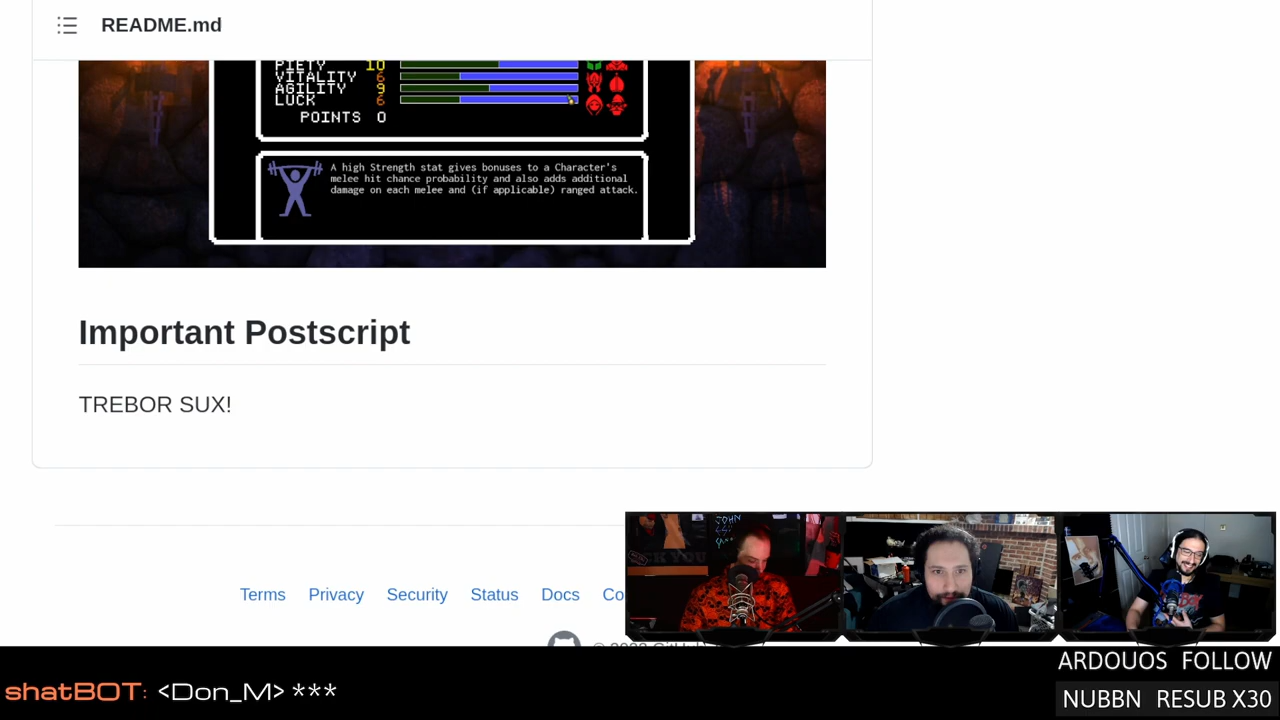 README.md
PIETY 10
VITALITY 6
AGILITY 9
LUCK 6
POINTS 0
A high Strength stat gives bonuses to a Character's
melee hit chance probability and also adds additional
damage on each melee and (if applicable) ranged attack.
Important Postscript
TREBOR SUX!
JOHN
Terms Privacy Security Status Docs Co
shatBOT: <Don_M> ***
ARDOUOS FOLLOW
NUBBN RESUB X30